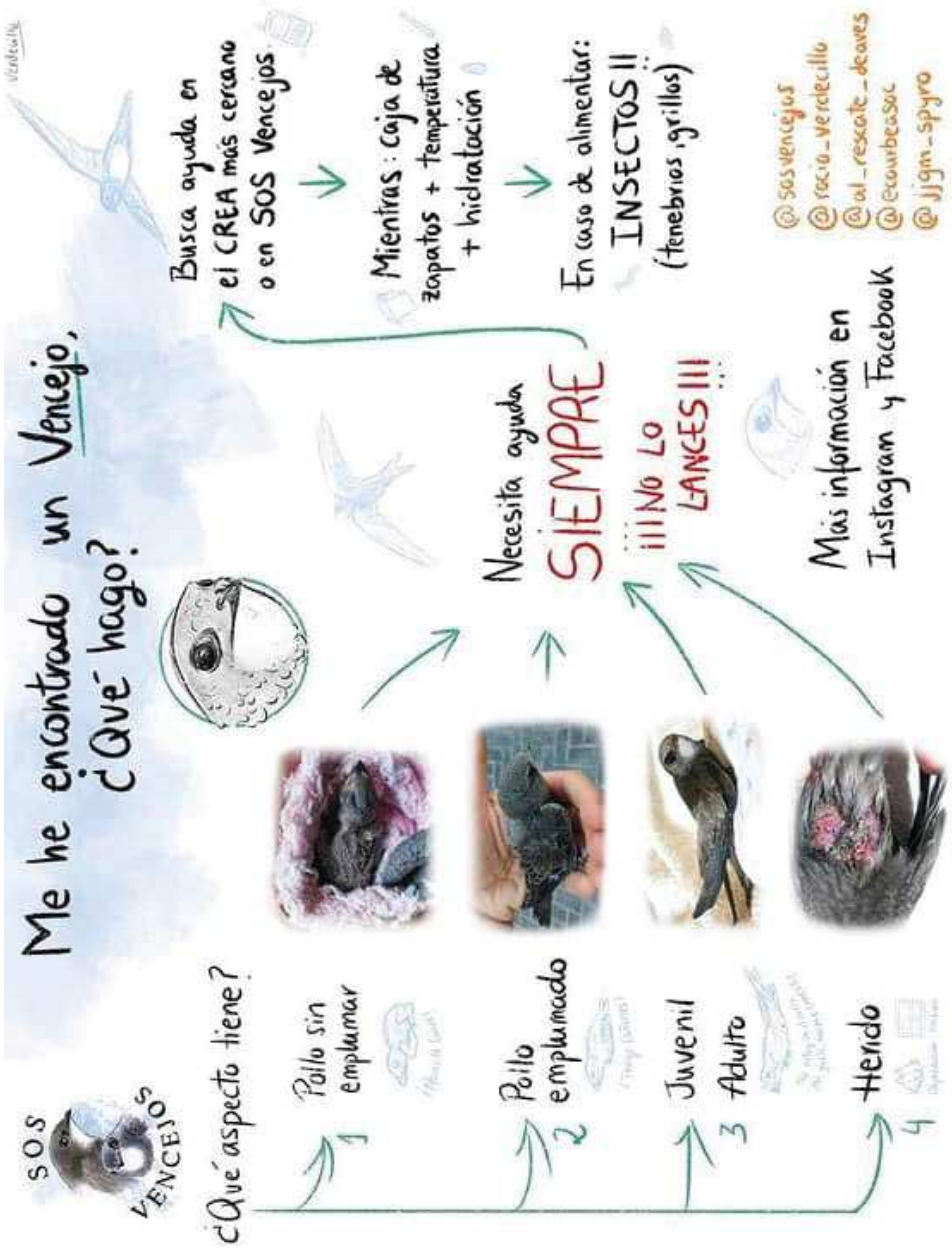 Verdecillo
SOS
VENCEJOS
Me he encontrado un Vencejo,
¿Qué hago?
¿Qué aspecto tiene?
1
Pollo sin
emplumar
2
Pollo
emplumado
3
Juvenil
Adulto
4
Herido
Necesita ayuda
SIEMPRE
¡¡¡NO LO
LANCES!!!
Busca ayuda en
el CREA más cercano
o en SOS Vencejos
Mientras: caja de
zapatos + temperatura
+ hidratación
En caso de alimentar:
INSECTOS!!
(tenebrios, grillos)
Más información en
Instagram y Facebook
@sosvencejos
@rocio_verdecillo
@al_rescate_deaves
@ecourbeasoc
@jjgm_spyro